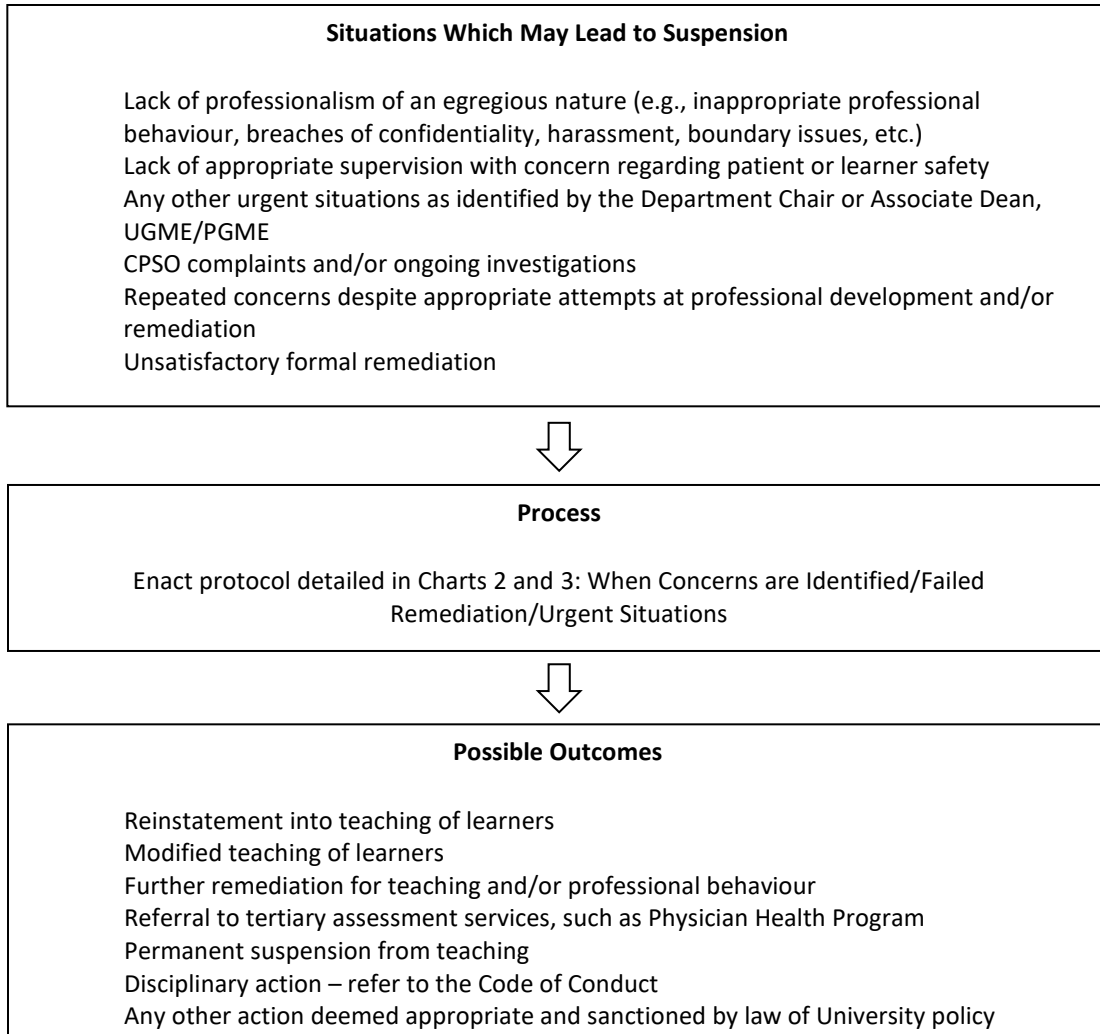 Situations Which May Lead to Suspension
Lack of professionalism of an egregious nature (e.g., inappropriate professional
behaviour, breaches of confidentiality, harassment, boundary issues, etc.)
Lack of appropriate supervision with concern regarding patient or learner safety
Any other urgent situations as identified by the Department Chair or Associate Dean,
UGME/PGME
CPSO complaints and/or ongoing investigations
Repeated concerns despite appropriate attempts at professional development and/or
remediation
Unsatisfactory formal remediation
Process
Enact protocol detailed in Charts 2 and 3: When Concerns are Identified/Failed
Remediation/Urgent Situations
Possible Outcomes
Reinstatement into teaching of learners
Modified teaching of learners
Further remediation for teaching and/or professional behaviour
Referral to tertiary assessment services, such as Physician Health Program
Permanent suspension from teaching
Disciplinary action – refer to the Code of Conduct
Any other action deemed appropriate and sanctioned by law of University policy